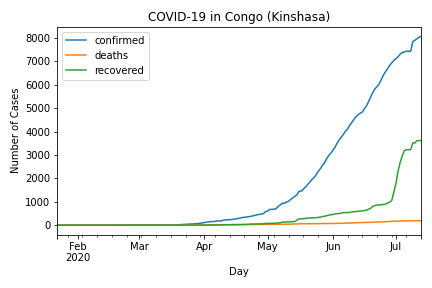 COVID-19 in Congo (Kinshasa)
confirmed
deaths
recovered
Number of Cases
8000
7000
6000
5000
4000
3000
2000
1000
0
Feb
2020
Mar
Apr
May
Jun
Jul
Day